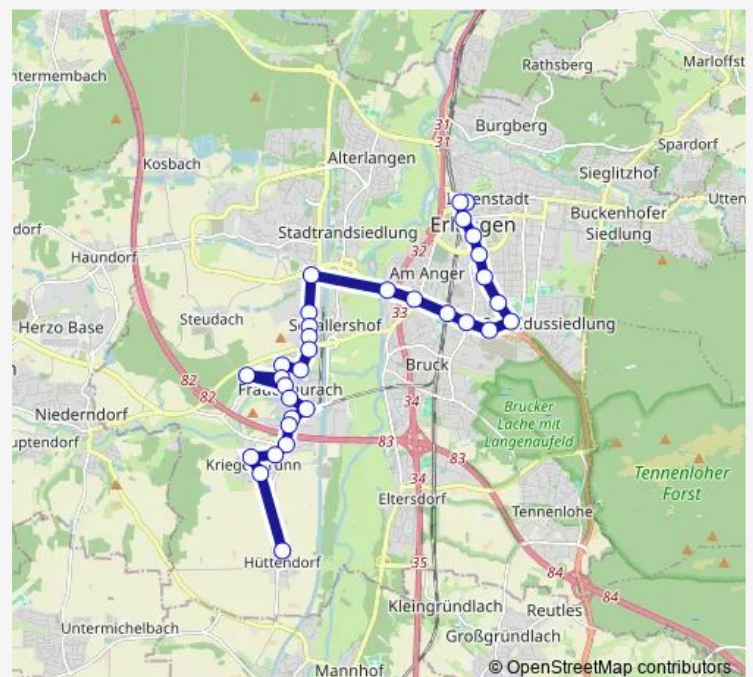 Rathsberg
Marloffst
ntermembach
31
31
Burgberg
Spardorf
Alterlangen
Kosbach
Sieglitzhof
Utten
Buckenhofer
Siedlung
Stadtrandsiedlung
dorf
32
Haundorf
Am Anger
Steudach
33
Herzo Base
Bruck
82
82
Niederndorf
Brucker
Lache mit
Langenaufeld
34
uptendorf
83
83
34
Tennenloher
Forst
Eltersdorf
Tennenlohe
Hüttendorf
35
84
84
Kleingründlach
Reutles
Untermichelbach
Großgründlach
Mannhof
© OpenStreetMap contributors